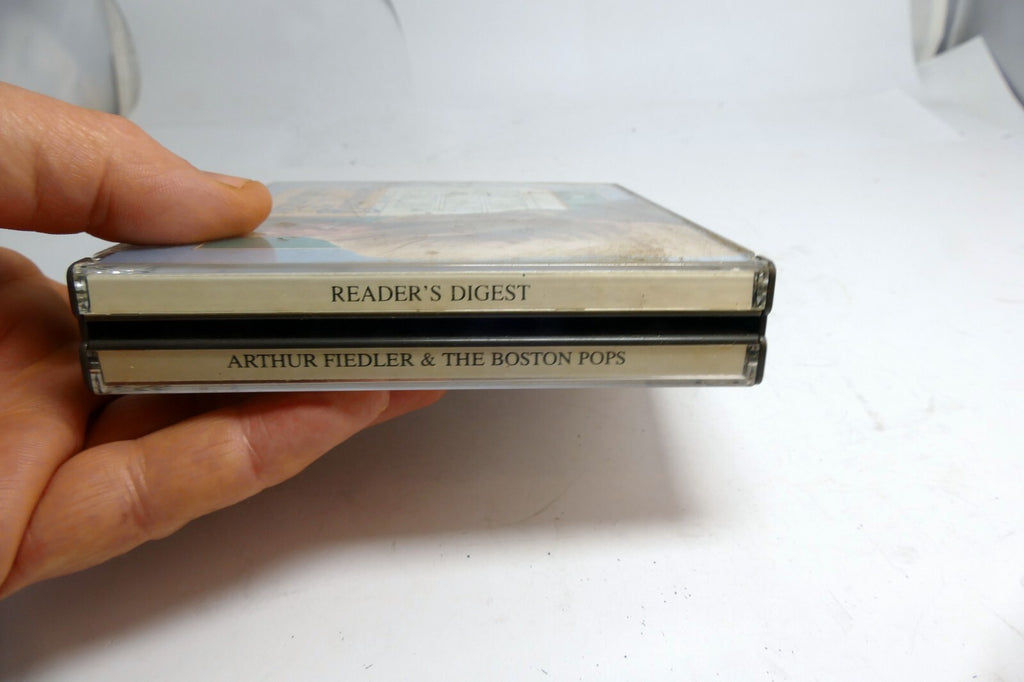 READER'S DIGEST
ARTHUR FIEDLER & THE BOSTON POPS